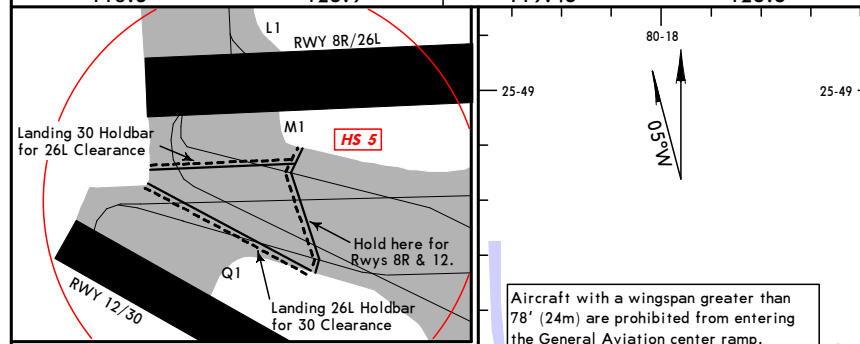 L1
RWY 8R/26L
M1
HS 5
Landing 30 Holdbar
for 26L Clearance
Hold here for
Rwys 8R & 12.
Q1
RWY 12/30
Landing 26L Holdbar
for 30 Clearance
80-18
25-49
25-49
05°W
Aircraft with a wingspan greater than
78' (24m) are prohibited from entering
the General Aviation center ramp.